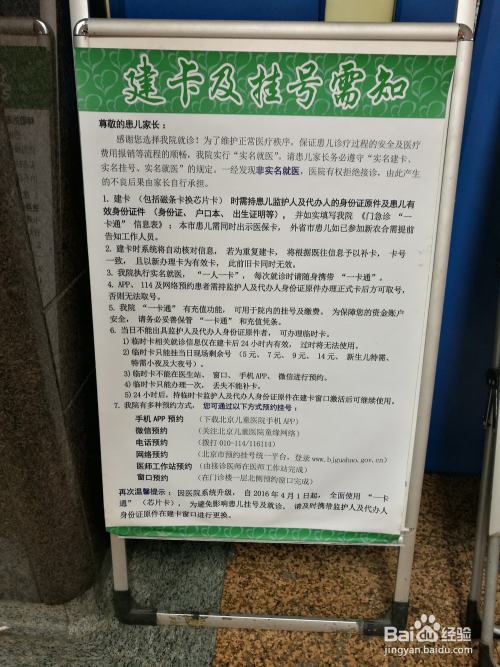 建卡及挂号需知
尊敬的患儿家长：
感谢您选择我院就诊！为了维护正常医疗秩序，保证患儿诊疗过程的安全及医疗
费用报销等流程的顺畅，我院实行“实名就医”。请患儿家长务必遵守“实名建卡、
实名挂号、实名就医”的规定。一经发现非实名就医，医院有权拒绝接诊，由此产生
的不良后果由家长自行承担。
1. 建卡 （包括磁条卡换芯片卡） 时需持患儿监护人及代办人的身份证原件及患儿有
效身份证件 （身份证、 户口本、 出生证明等）， 并如实填写我院 《门急诊 “一
卡通” 信息表》；本市患儿需同时出示医保卡， 外省市患儿如已参加新农合需提前
告知工作人员。
2. 建卡时系统将自动核对信息， 若为重复建卡， 将根据既往信息予以补卡， 卡号
一致， 且以新办理卡为有效卡， 此前旧卡同时无效。
3. 我院执行实名就医， “一人一卡”， 每次就诊时请随身携带 “一卡通”。
4. APP、114 及网络预约患者需持监护人及代办人身份证原件办理正式卡后方可取号，
否则无法取号。
5. 我院 “一卡通” 有充值功能， 可用于院内的挂号及缴费。 为保障您的资金账户
安全， 请务必妥善保管 “一卡通” 和充值凭条。
6. 当日不能出具监护人及代办人身份证原件者， 可办理临时卡。
1) 临时卡相关就诊信息仅在建卡后 24 小时内有效， 过时将无法使用。
2) 临时卡只能挂当日现场剩余号 （5 元、 7 元、 9 元、 14 元， 新生儿特需、
特需小夜及大夜号）。
3) 临时卡不能在医生站、 窗口、 手机 APP、 微信进行预约。
4) 临时卡只能办理一次， 丢失不能补卡。
5) 24 小时后，持临时卡及监护人及代办人身份证原件在建卡窗口激活后可继续使用。
7. 我院有多种预约方式， 您可通过以下方式预约挂号：
手机 APP 预约 （下载北京儿童医院手机 APP）
微信预约 （关注北京儿童医院童缘网络）
电话预约 （拨打 010-114/116114）
网络预约 （北京市预约挂号统一平台，登录 www.bjguahao.gov.cn）
医师工作站预约 （由接诊医师在医师工作站完成）
窗口预约 （在门诊楼一层北侧预约窗口完成）
再次温馨提示： 因医院系统升级， 自 2016 年 4 月 1 日起， 全面使用 “一卡
通” （芯片卡）， 为避免影响患儿挂号及就诊， 请及时携带监护人及代办人
身份证原件在建卡窗口进行更换。
Baidu 经验
jingyan.baidu.com